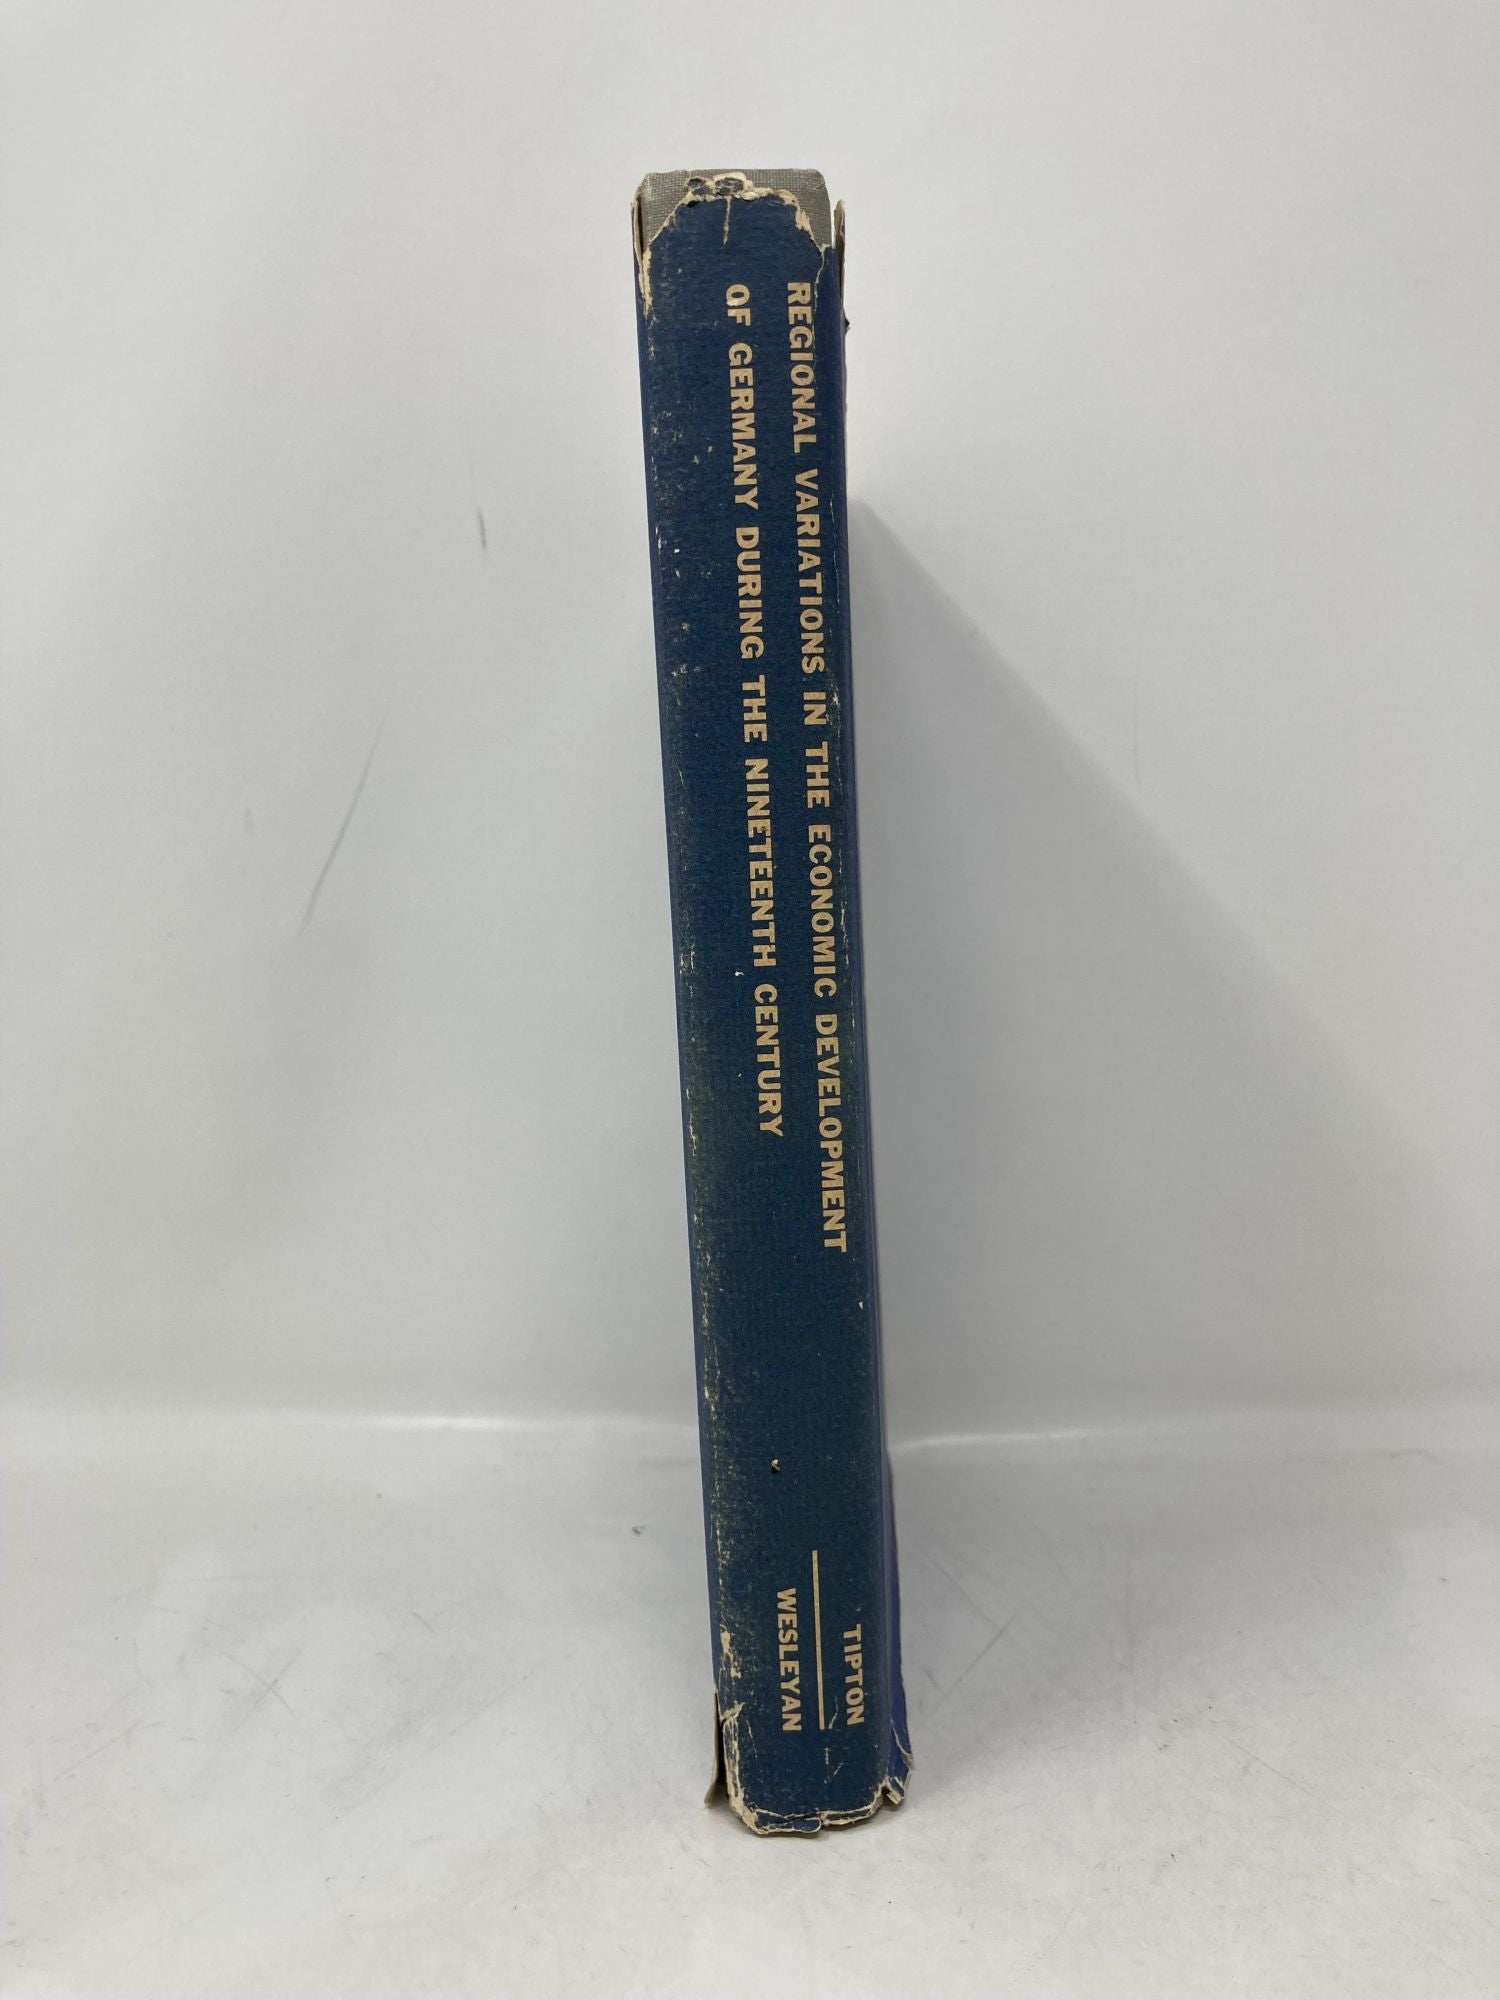 REGIONAL VARIATIONS IN THE ECONOMIC DEVELOPMENT
OF GERMANY DURING THE NINETEENTH CENTURY
TIPTON
WESLEYAN